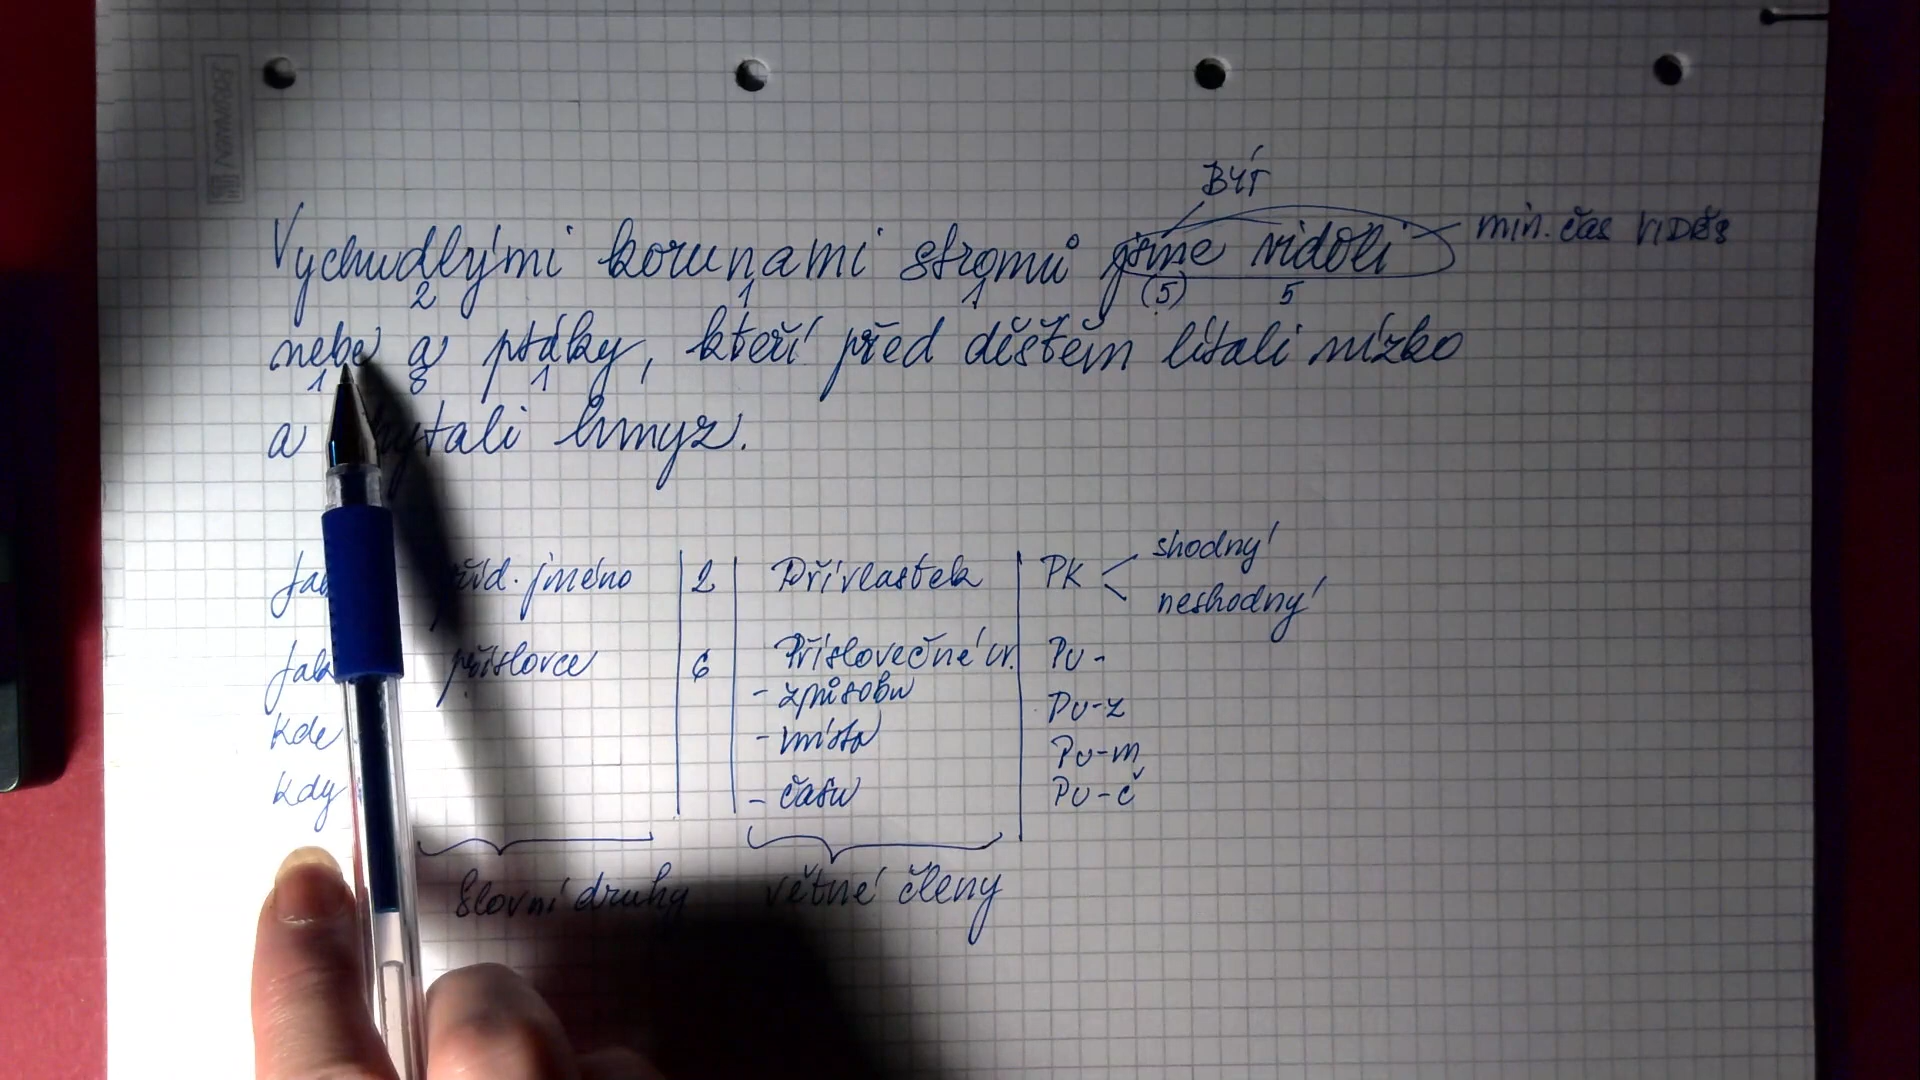 BÝT
Vychudlými korunami stromů jsme viděli
min. čas VIDĚT
2 1 1 (5) 5
nebe a ptáky, kteří před deštěm lítali nízko
1 8 1
a hmyz.
příd. jméno 2 Přívlastek PK shodný
neshodný
příslovce 6 Příslovečné ur. PU -
- způsobu PU-z
Kde - místa PU-m
Kdy - času PU-č
Slovní druhy větné členy
BOWMAN